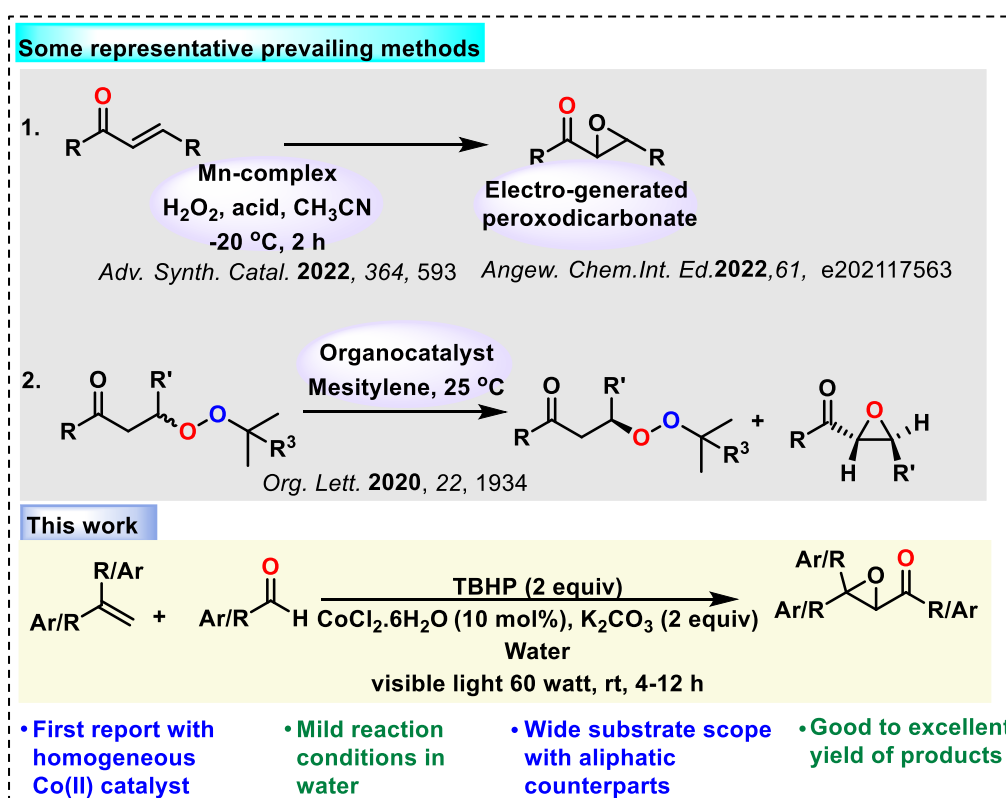 Some representative prevailing methods
1.
O
R
R
Mn-complex
H2O2, acid, CH3CN
-20 oC, 2 h
Adv. Synth. Catal. 2022, 364, 593
O
O
R
R
Electro-generated
peroxodicarbonate
Angew. Chem.Int. Ed.2022,61, e202117563
2.
O
R'
R
O
O
R3
Organocatalyst
Mesitylene, 25 oC
O
R'
R
O
O
R3
+
O
O
R
H
H
R'
Org. Lett. 2020, 22, 1934
This work
R/Ar
Ar/R
+
O
Ar/R
H
TBHP (2 equiv)
CoCl2.6H2O (10 mol%), K2CO3 (2 equiv)
Water
visible light 60 watt, rt, 4-12 h
Ar/R
O
O
Ar/R
R/Ar
• First report with
homogeneous
Co(II) catalyst
• Mild reaction
conditions in
water
• Wide substrate scope
with aliphatic
counterparts
• Good to excellent
yield of products